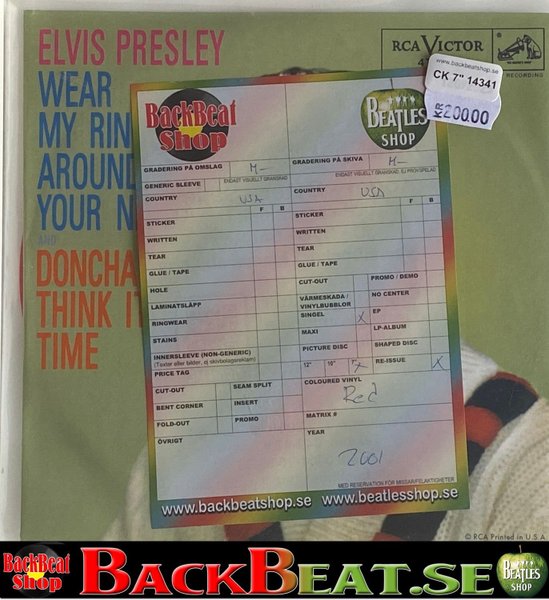 ELVIS PRESLEY
WEAR
MY RIN
AROUND
YOUR N
AND
DONCHA
THINK IT
TIME
RCA VICTOR
"HIS MASTER'S VOICE"
RECORDING
www.backbeatshop.se
CK 7" 14341
KR 200.00
BackBeat
Shop
BEATLES
SHOP
GRADERING PÅ OMSLAG M-
ENDAST VISUELLT GRANSKAD
GENERIC SLEEVE
COUNTRY USA
F B
STICKER
WRITTEN
TEAR
GLUE / TAPE
HOLE
LAMINATSLÄPP
RINGWEAR
STAINS
INNERSLEEVE (NON-GENERIC)
(Textar eller bilder, ej skivbolagsreklam)
PRICE TAG
CUT-OUT SEAM SPLIT
BENT CORNER INSERT
FOLD-OUT PROMO
ÖVRIGT
GRADERING PÅ SKIVA M-
ENDAST VISUELLT GRANSKAD, EJ PROVSPELAD
COUNTRY USA
F B
STICKER
WRITTEN
TEAR
GLUE / TAPE
CUT-OUT PROMO / DEMO
VÄRMESKADA /
VINYLBUBBLOR NO CENTER
SINGEL X EP
MAXI LP-ALBUM
PICTURE DISC SHAPED DISC
12" 10" 7" X RE-ISSUE X
COLOURED VINYL
Red
MATRIX #
YEAR
2001
MED RESERVATION FÖR MISSAR/FELAKTIGHETER
www.backbeatshop.se www.beatlesshop.se
© RCA Printed in U.S.A.
BackBeat
Shop
BACKBEAT.SE
BEATLES
SHOP